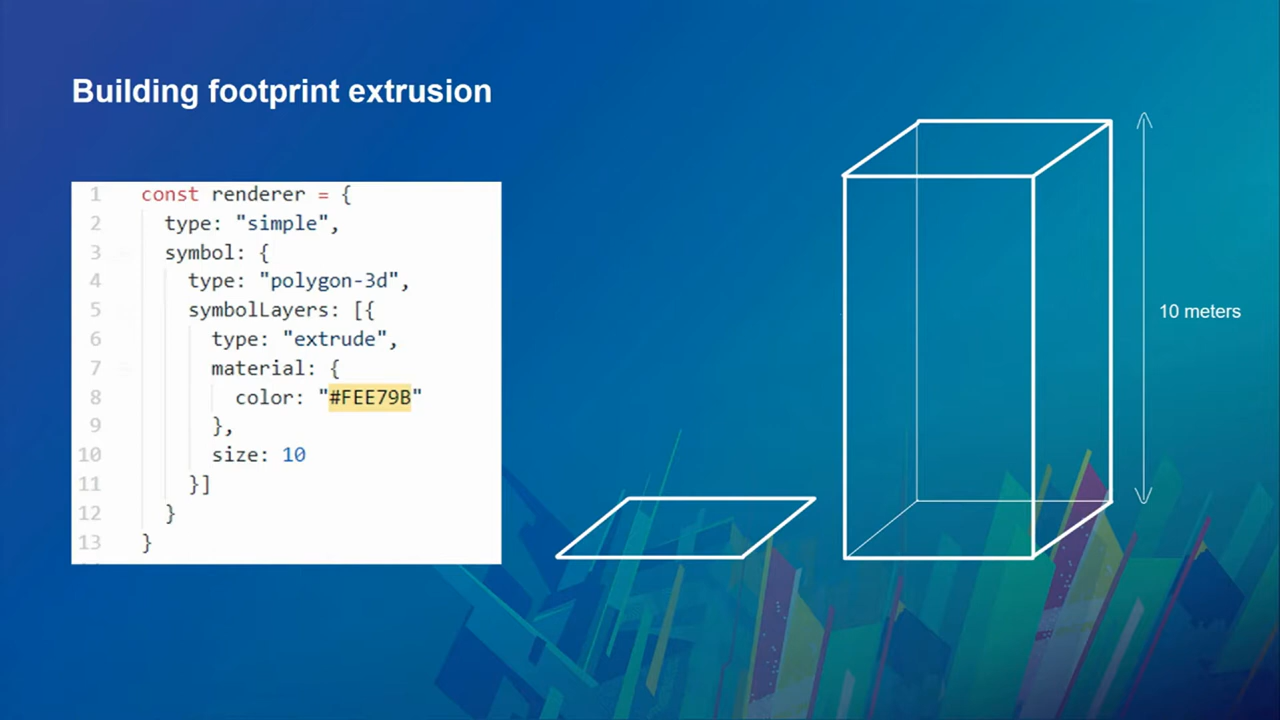 Building footprint extrusion
1 const renderer = {
2 type: "simple",
3 symbol: {
4 type: "polygon-3d",
5 symbolLayers: [{
6 type: "extrude",
7 material: {
8 color: "#FEE79B"
9 },
10 size: 10
11 }]
12 }
13 }
10 meters